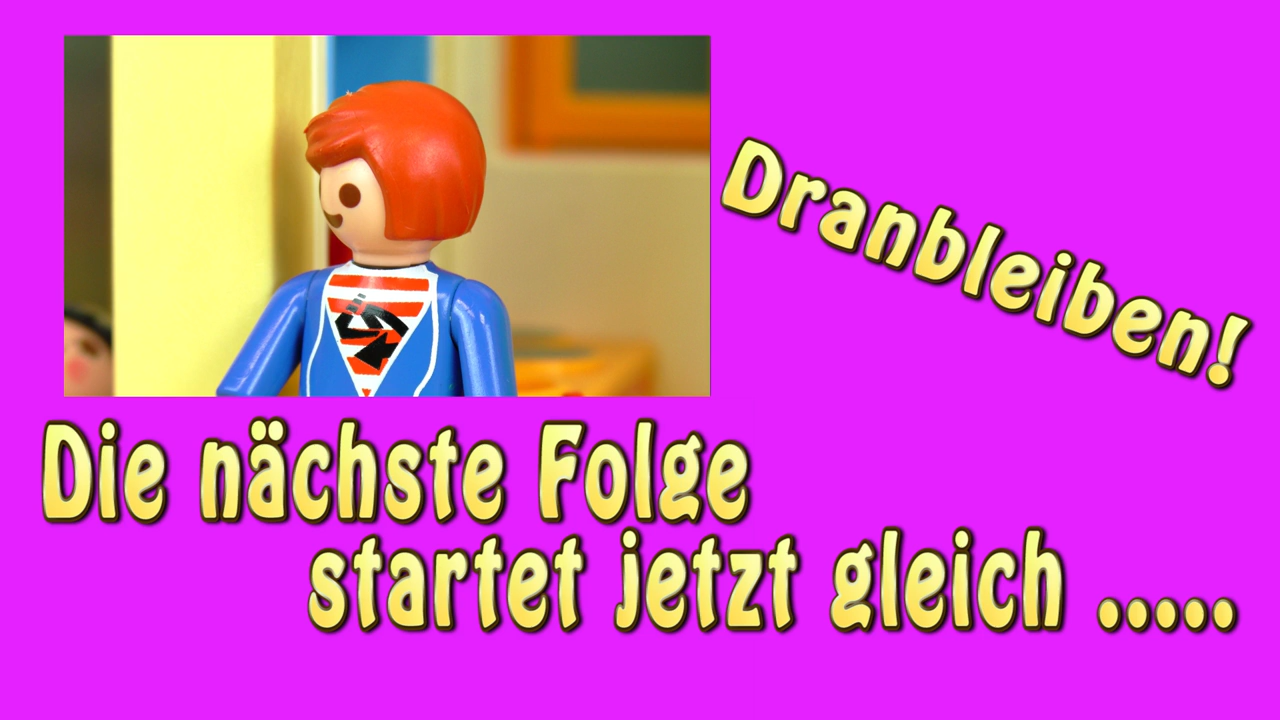 Dranbleiben!
Die nächste Folge
startet jetzt gleich .....